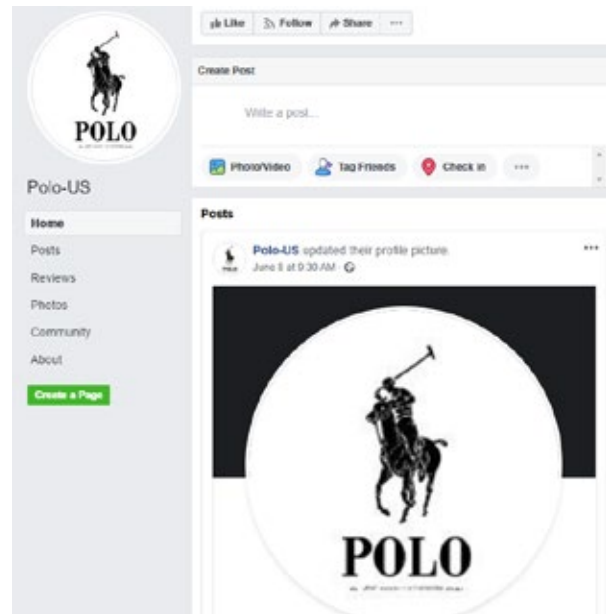 Like Follow Share ...
Create Post
Write a post...
Photo/Video Tag Friends Check in ...
POLO
Polo-US
Home
Posts
Reviews
Photos
Community
About
Create a Page
Posts
Polo-US updated their profile picture.
June 8 at 9:30 AM ·
POLO
POLO